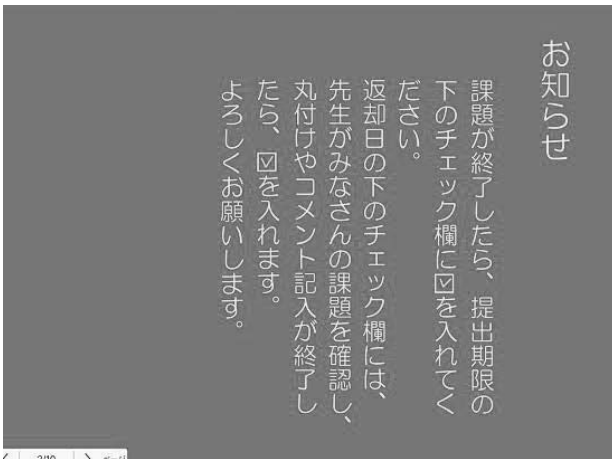 お知らせ
課題が終了したら、提出期限の
下のチェック欄に☑を入れてく
ださい。
返却日の下のチェック欄には、
先生がみなさんの課題を確認し、
丸付けやコメント記入が終了し
たら、☑を入れます。
よろしくお願いします。